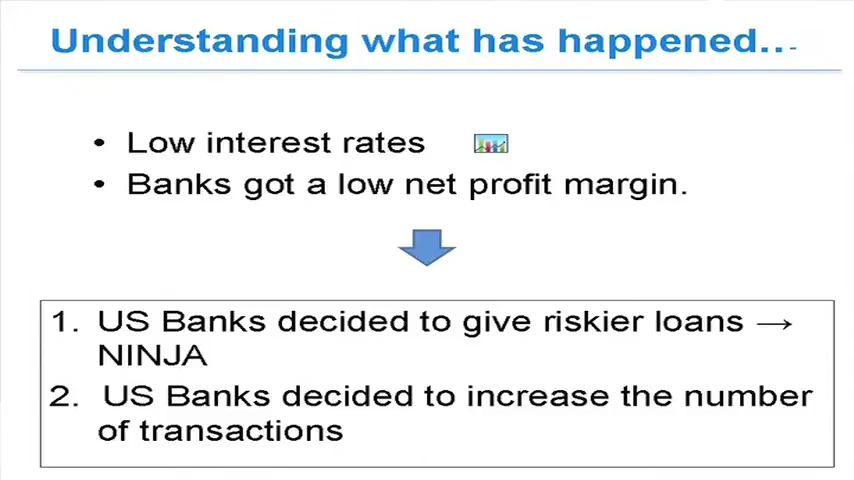 Understanding what has happened...
• Low interest rates
• Banks got a low net profit margin.
1. US Banks decided to give riskier loans →
NINJA
2. US Banks decided to increase the number
of transactions